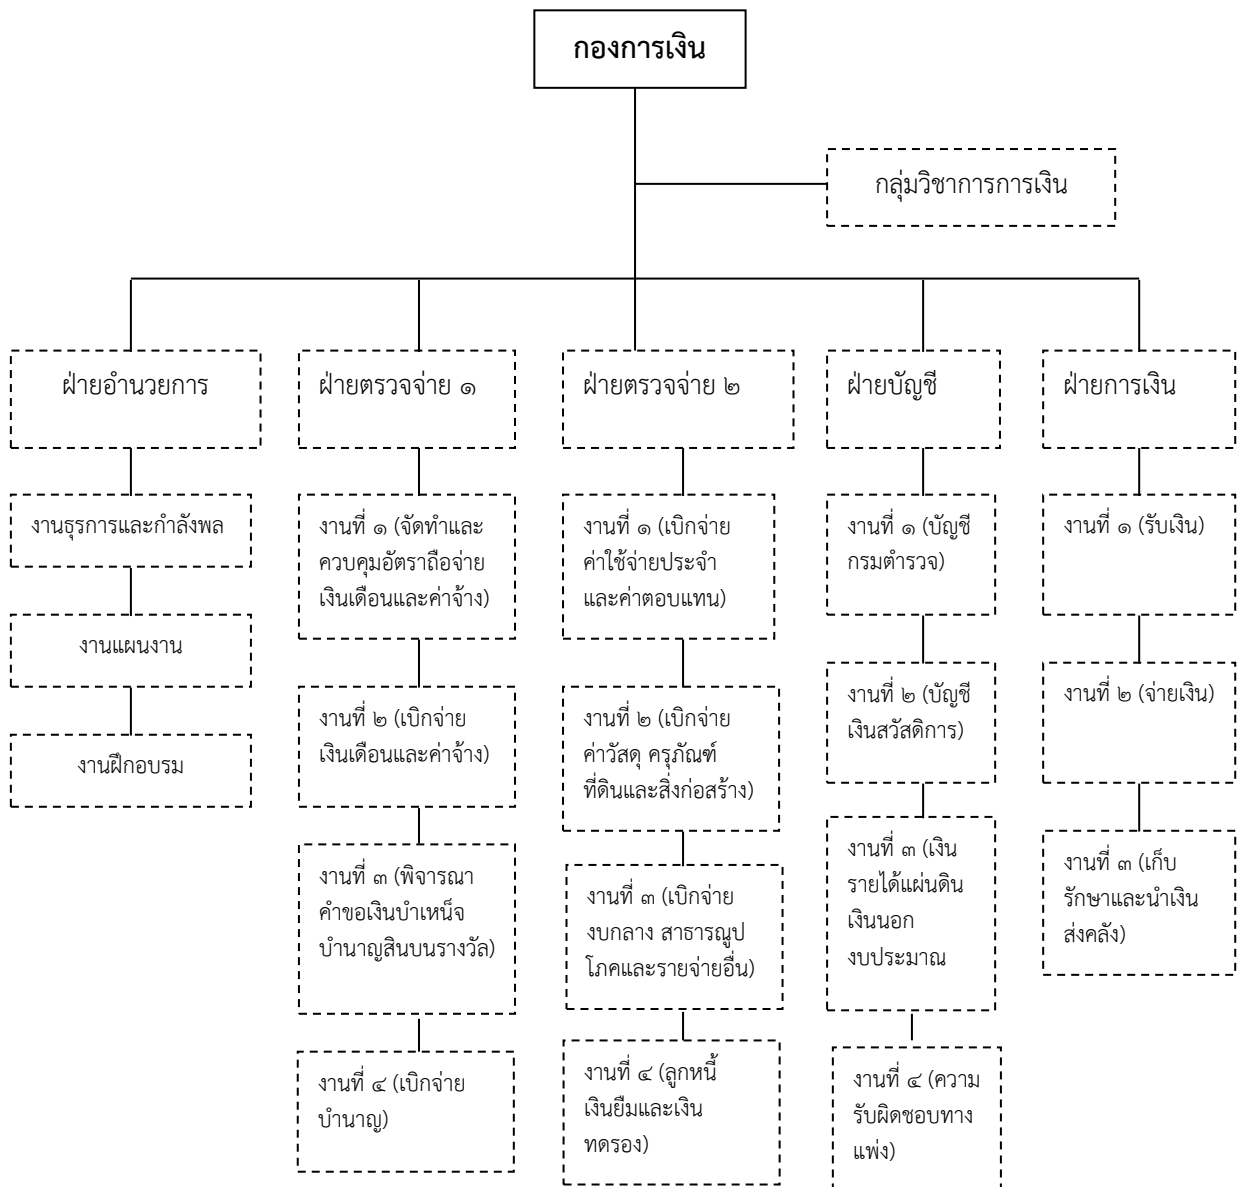 กองการเงิน
กลุ่มวิชาการการเงิน
ฝ่ายอำนวยการ
งานธุรการและกำลังพล
งานแผนงาน
งานฝึกอบรม
ฝ่ายตรวจจ่าย ๑
งานที่ ๑ (จัดทำและ
ควบคุมอัตราถือจ่าย
เงินเดือนและค่าจ้าง)
งานที่ ๒ (เบิกจ่าย
เงินเดือนและค่าจ้าง)
งานที่ ๓ (พิจารณา
คำขอเงินบำเหน็จ
บำนาญสินบนรางวัล)
งานที่ ๔ (เบิกจ่าย
บำนาญ)
ฝ่ายตรวจจ่าย ๒
งานที่ ๑ (เบิกจ่าย
ค่าใช้จ่ายประจำ
และค่าตอบแทน)
งานที่ ๒ (เบิกจ่าย
ค่าวัสดุ ครุภัณฑ์
ที่ดินและสิ่งก่อสร้าง)
งานที่ ๓ (เบิกจ่าย
งบกลาง สาธารณูป
โภคและรายจ่ายอื่น)
งานที่ ๔ (ลูกหนี้
เงินยืมและเงิน
ทดรอง)
ฝ่ายบัญชี
งานที่ ๑ (บัญชี
กรมตำรวจ)
งานที่ ๒ (บัญชี
เงินสวัสดิการ)
งานที่ ๓ (เงิน
รายได้แผ่นดิน
เงินนอก
งบประมาณ
งานที่ ๔ (ความ
รับผิดชอบทาง
แพ่ง)
ฝ่ายการเงิน
งานที่ ๑ (รับเงิน)
งานที่ ๒ (จ่ายเงิน)
งานที่ ๓ (เก็บ
รักษาและนำเงิน
ส่งคลัง)